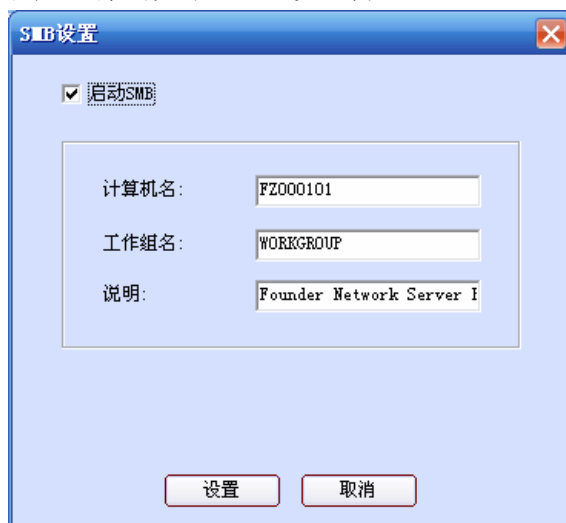 SMB设置
启动SMB
计算机名: FZ000101
工作组名: WORKGROUP
说明: Founder Network Server
设置 取消